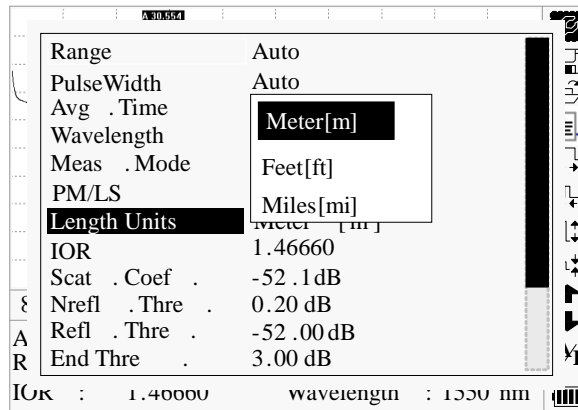 A 30.554
Range Auto
PulseWidth Auto
Avg . Time
Wavelength
Meas . Mode
PM/LS
Length Units Meter [m]
Meter[m]
Feet[ft]
Miles[mi]
IOR 1.46660
Scat . Coef . -52 .1dB
Nrefl . Thre . 0.20 dB
Refl . Thre . -52 .00 dB
End Thre . 3.00 dB
A
R
IOR : 1.46660 Wavelength : 1550 nm